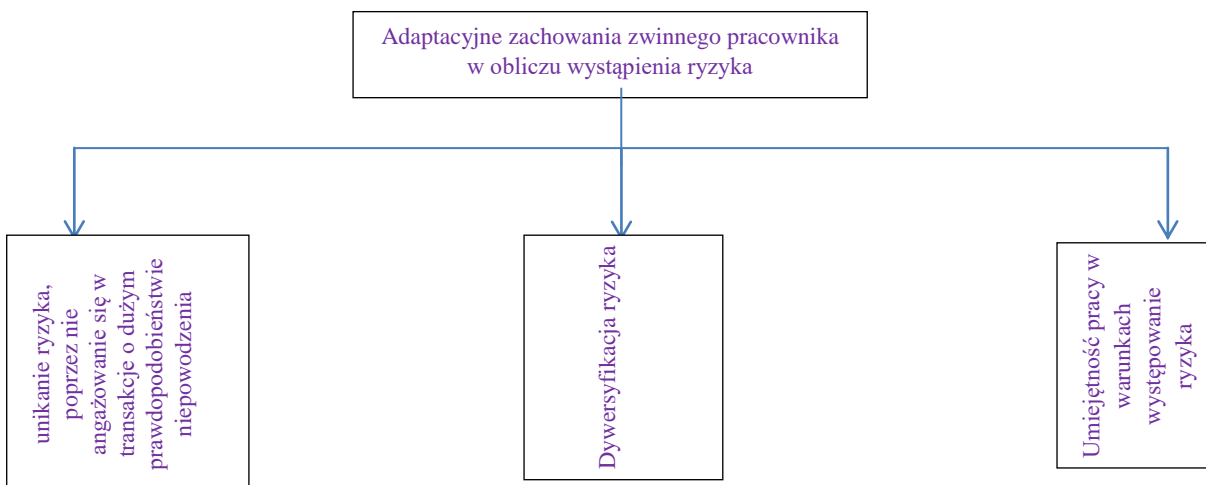 Adaptacyjne zachowania zwinnego pracownika
w obliczu wystąpienia ryzyka
unikanie ryzyka,
poprzez nie
angażowanie się w
transakcje o dużym
prawdopodobieństwie
niepowodzenia
Dywersyfikacja ryzyka
Umiejętność pracy w
warunkach
występowanie
ryzyka